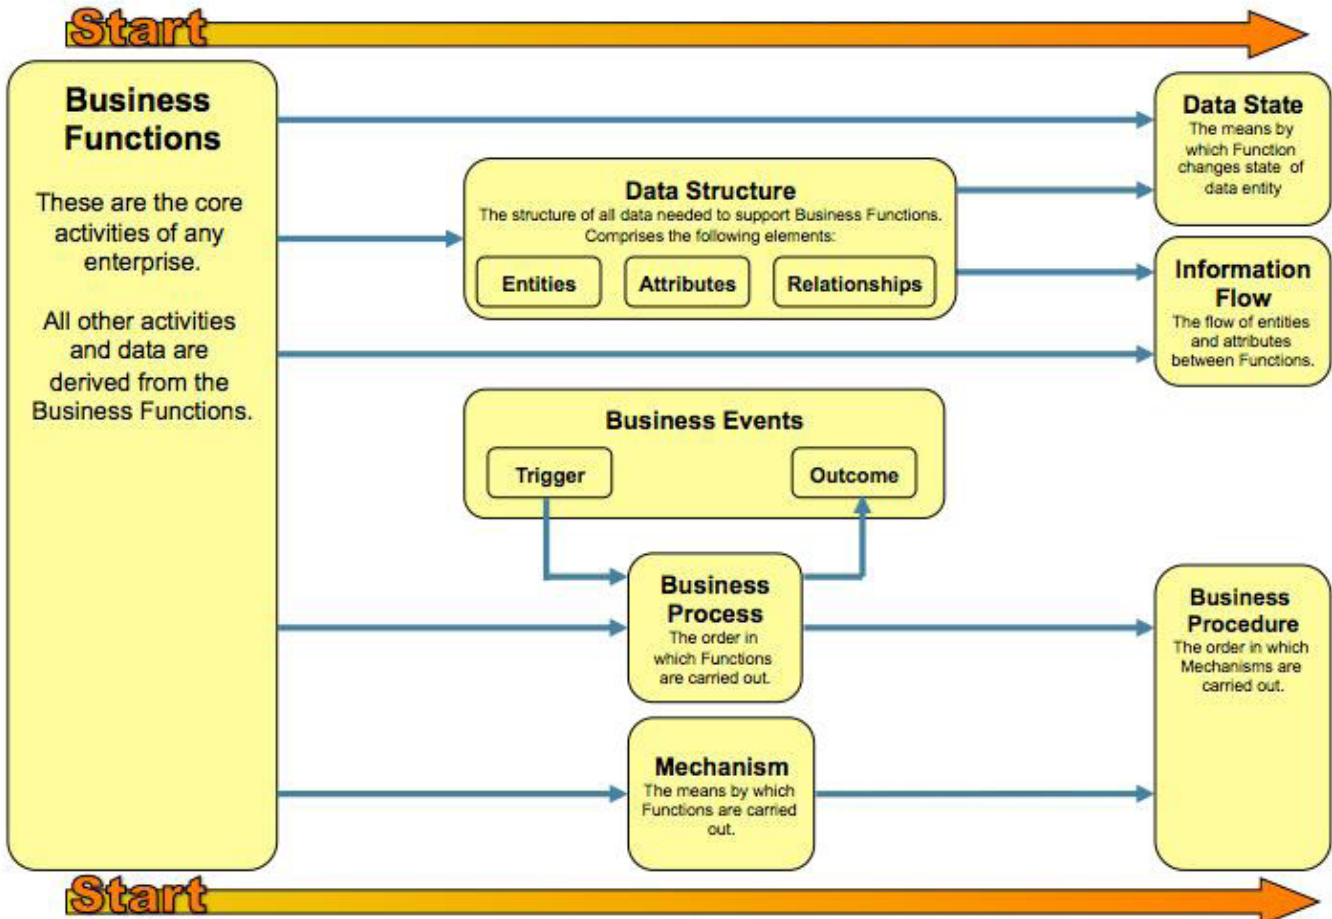 Start
Business
Functions
These are the core
activities of any
enterprise.
All other activities
and data are
derived from the
Business Functions.
Data State
The means by
which Function
changes state of
data entity
Data Structure
The structure of all data needed to support Business Functions.
Comprises the following elements:
Entities
Attributes
Relationships
Information
Flow
The flow of entities
and attributes
between Functions.
Business Events
Trigger
Outcome
Business
Process
The order in
which Functions
are carried out.
Business
Procedure
The order in which
Mechanisms are
carried out.
Mechanism
The means by which
Functions are carried
out.
Start